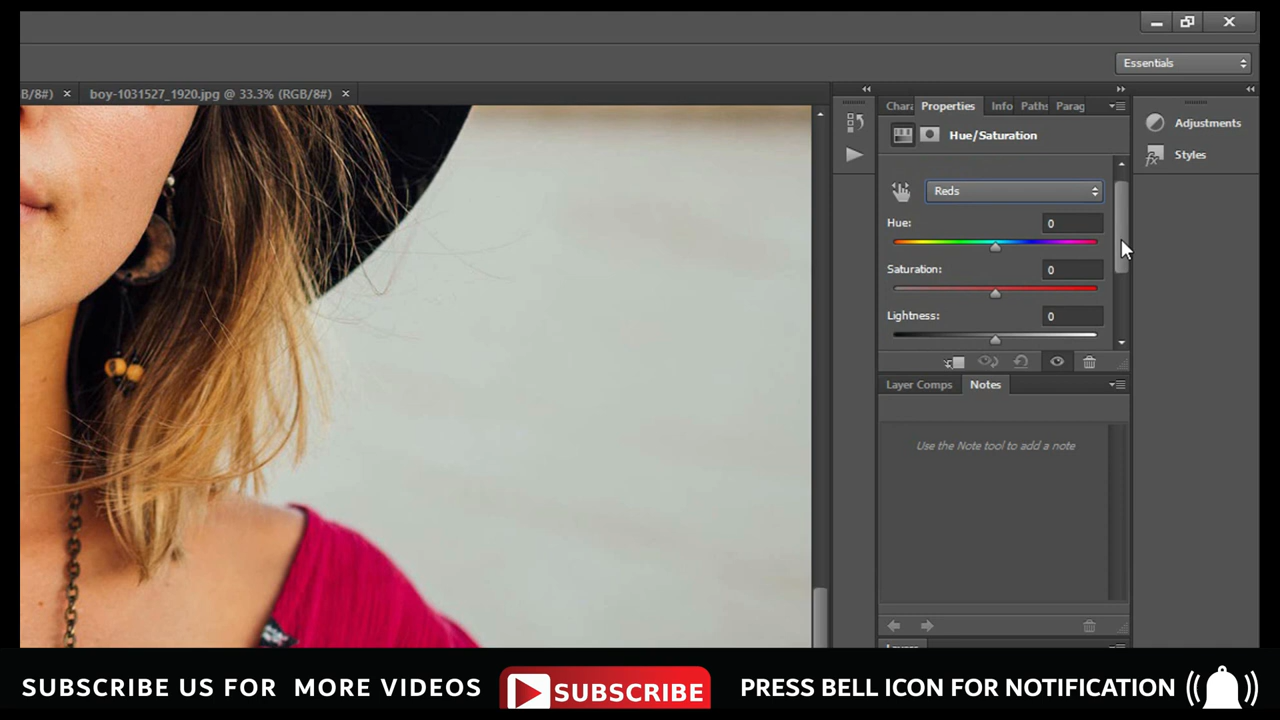 Essentials
B/8#) × boy-1031527_1920.jpg @ 33.3% (RGB/8#) ×
Chara Properties Info Paths Parag
Hue/Saturation
Adjustments
Styles
Reds
Hue: 0
Saturation: 0
Lightness: 0
Layer Comps Notes
Use the Note tool to add a note
Layers
SUBSCRIBE US FOR MORE VIDEOS
SUBSCRIBE
PRESS BELL ICON FOR NOTIFICATION